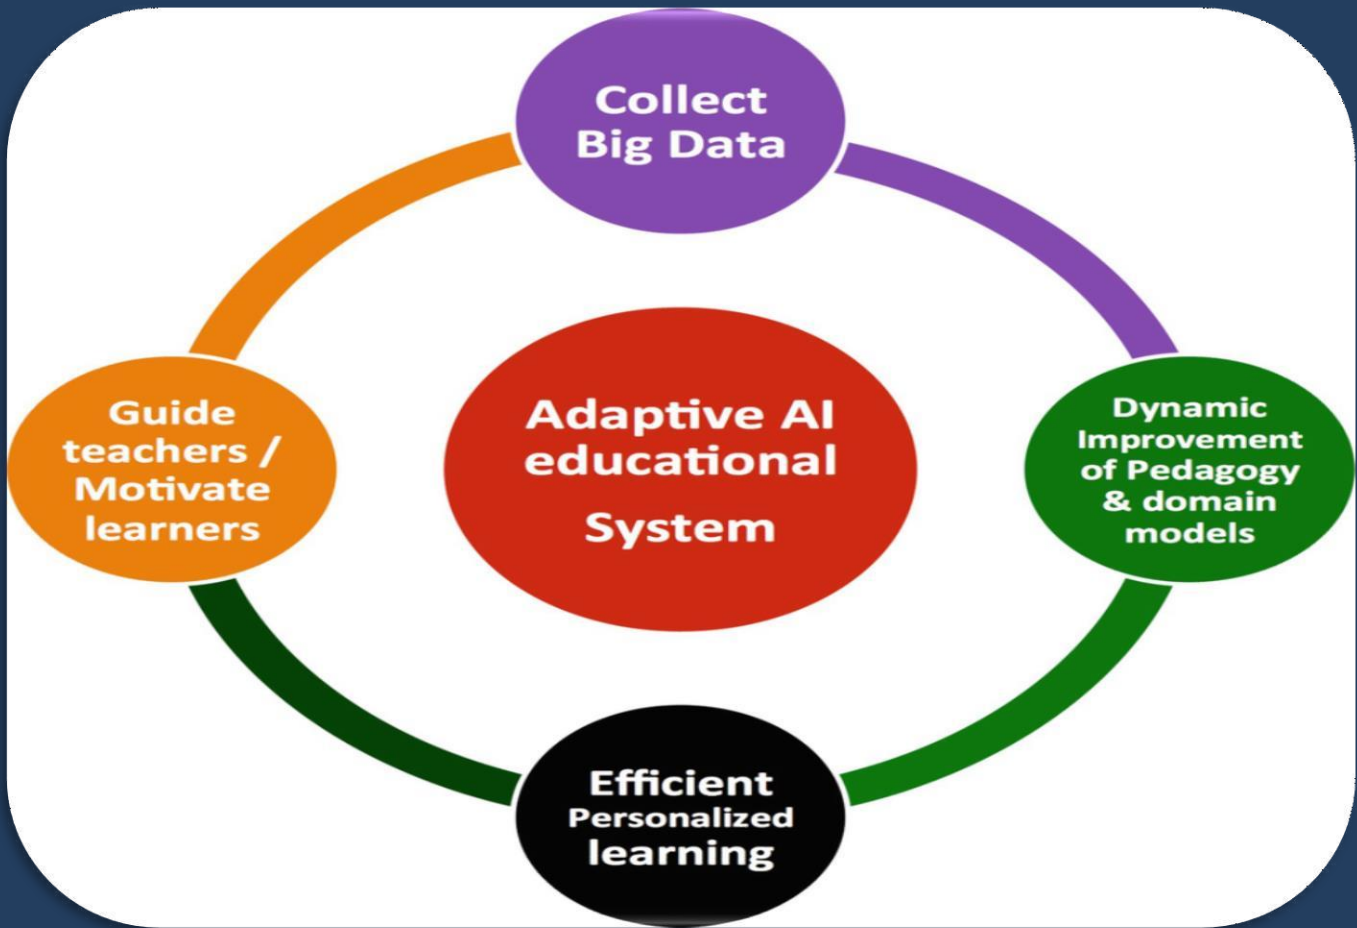 Collect
Big Data
Guide
teachers /
Motivate
learners
Adaptive AI
educational
System
Dynamic
Improvement
of Pedagogy
& domain
models
Efficient
Personalized
learning